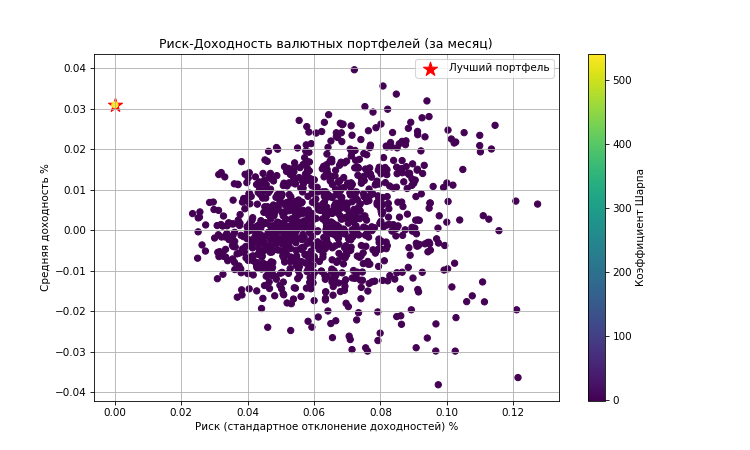 Риск-Доходность валютных портфелей (за месяц)
Лучший портфель
Средняя доходность %
0.04
0.03
0.02
0.01
0.00
−0.01
−0.02
−0.03
−0.04
0.00 0.02 0.04 0.06 0.08 0.10 0.12
Риск (стандартное отклонение доходностей) %
500
400
300
200
100
0
Коэффициент Шарпа